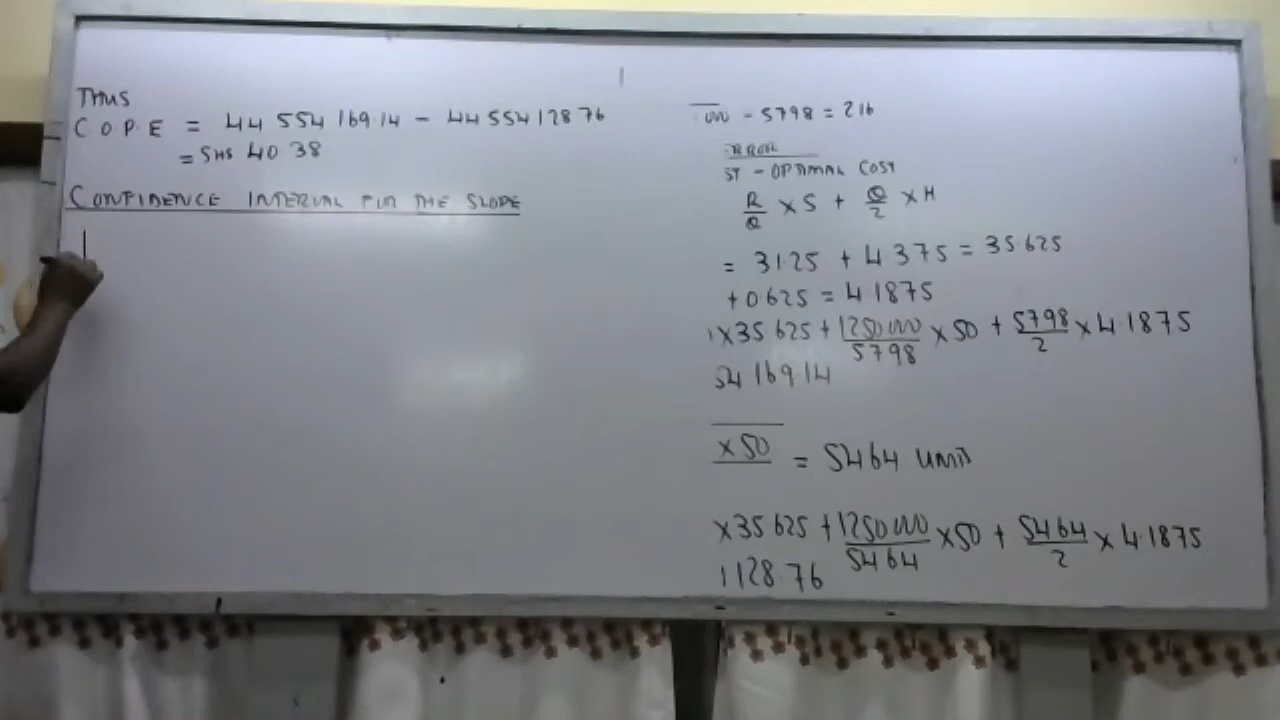 THUS
C.O.P.E = 44 554 169.14 - 44 554 128.76
= SHS 40.38
CONFIDENCE INTERVAL FOR THE SLOPE
000 - 5798 = 216
ERROR
ST - OPTIMAL COST
R/Q × S + Q/2 × H
= 31.25 + 4.375 = 35.625
+ 0.625 = 4.1875
× 35.625 + 1250 000/5798 × 50 + 5798/2 × 4.1875
54 169.14
× 50 = 5464 units
× 35.625 + 1250 000/5464 × 50 + 5464/2 × 4.1875
128.76